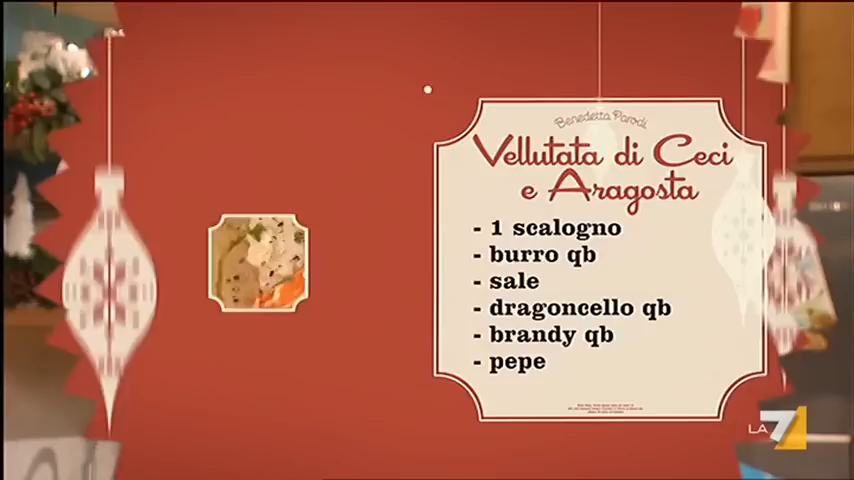 Benedetta Parodi
Vellutata di Ceci
e Aragosta
- 1 scalogno
- burro qb
- sale
- dragoncello qb
- brandy qb
- pepe
LA7